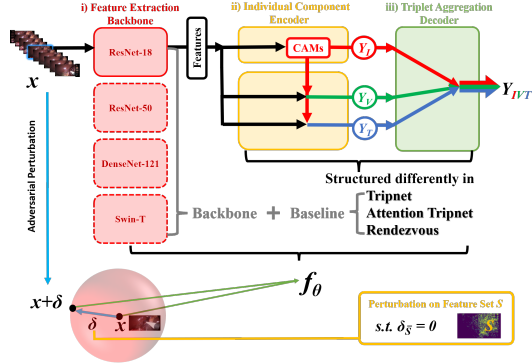 i) Feature Extraction
Backbone
ii) Individual Component
Encoder
iii) Triplet Aggregation
Decoder
x
ResNet-18
Features
CAMs
Y_I
Y_V
Y_T
Y_IVT
ResNet-50
DenseNet-121
Swin-T
Adversarial Perturbation
Structured differently in
Backbone + Baseline
Tripnet
Attention Tripnet
Rendezvous
x+δ
δ
x
f_θ
Perturbation on Feature Set S
s.t. δ_S̄ = 0
S